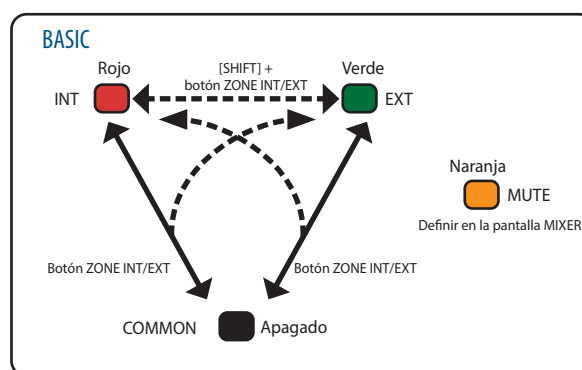 BASIC
Rojo
[SHIFT] +
botón ZONE INT/EXT
Verde
INT
EXT
Naranja
MUTE
Definir en la pantalla MIXER
Botón ZONE INT/EXT
Botón ZONE INT/EXT
COMMON
Apagado